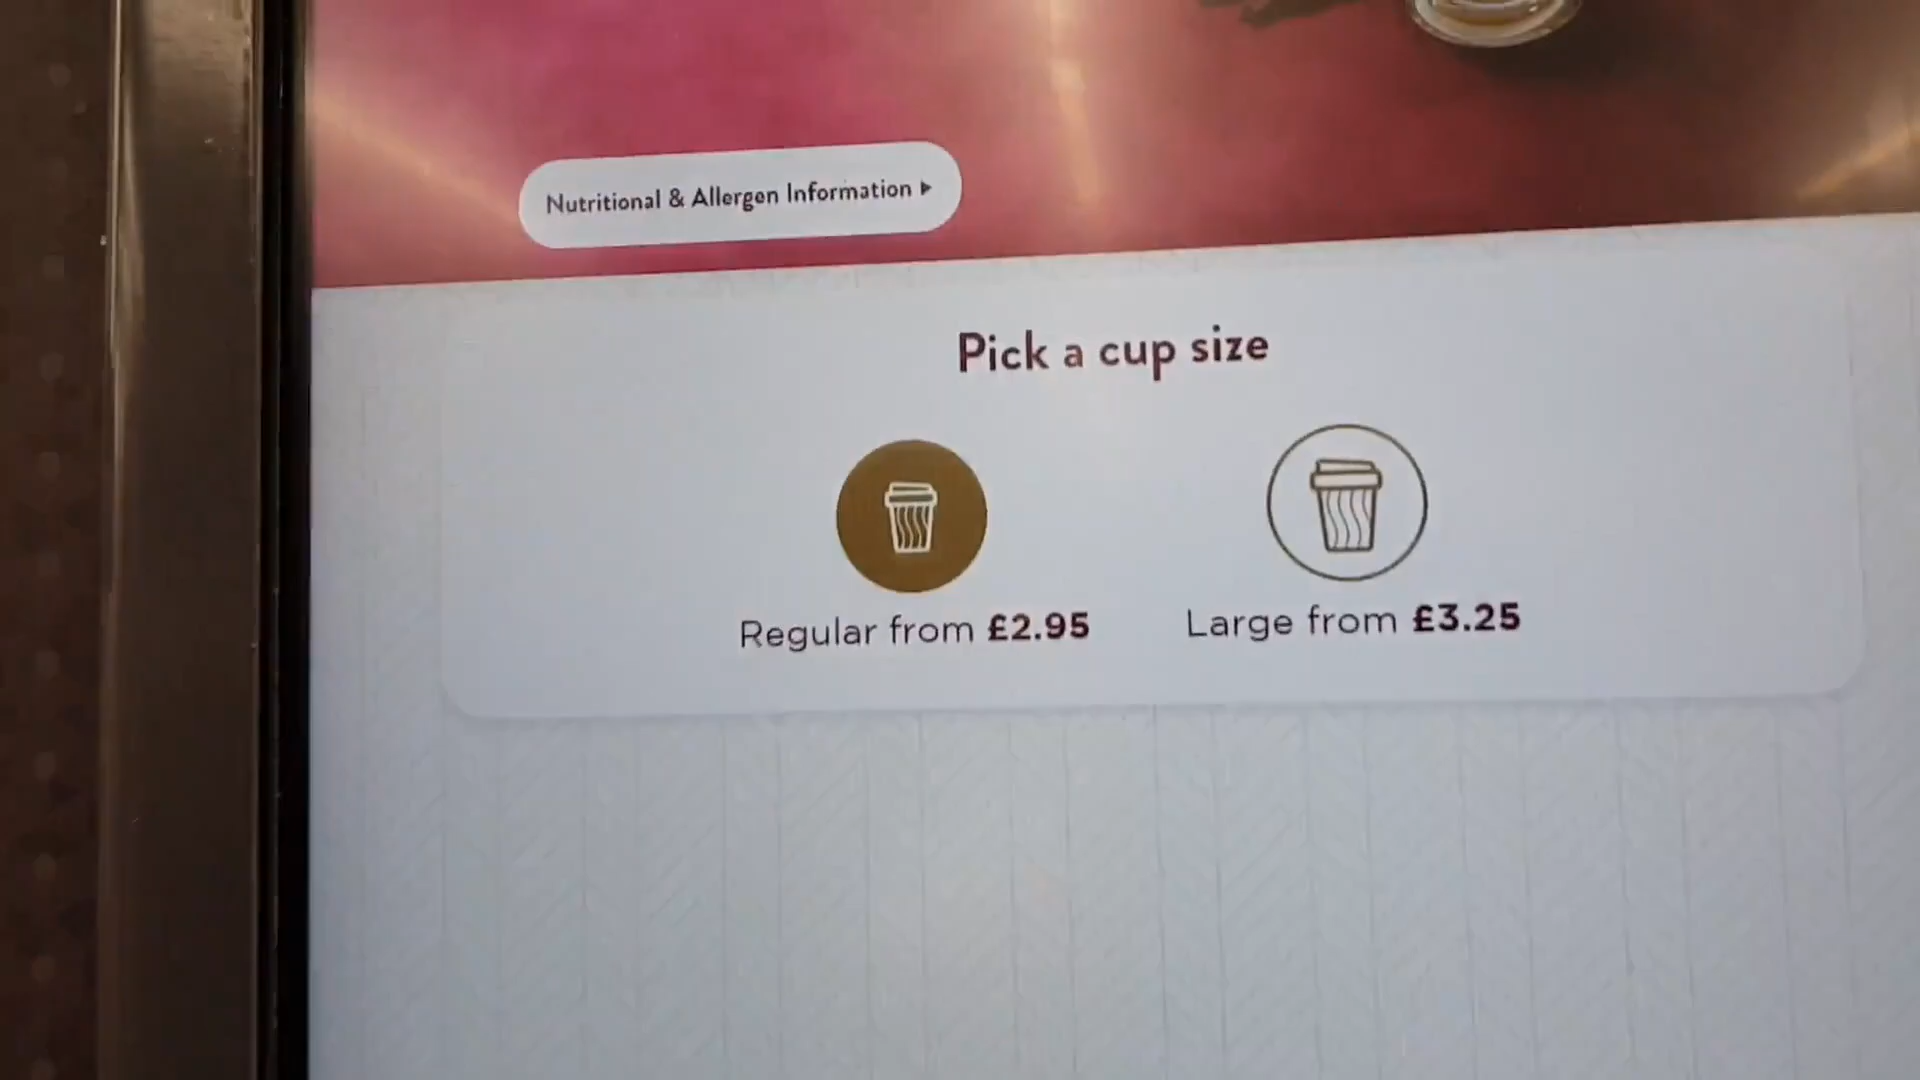 Nutritional & Allergen Information
Pick a cup size
Regular from £2.95
Large from £3.25